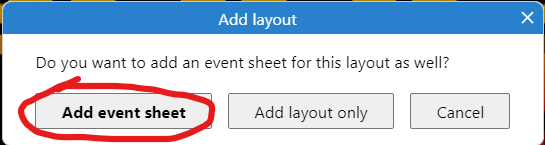 Add layout
Do you want to add an event sheet for this layout as well?
Add event sheet Add layout only Cancel